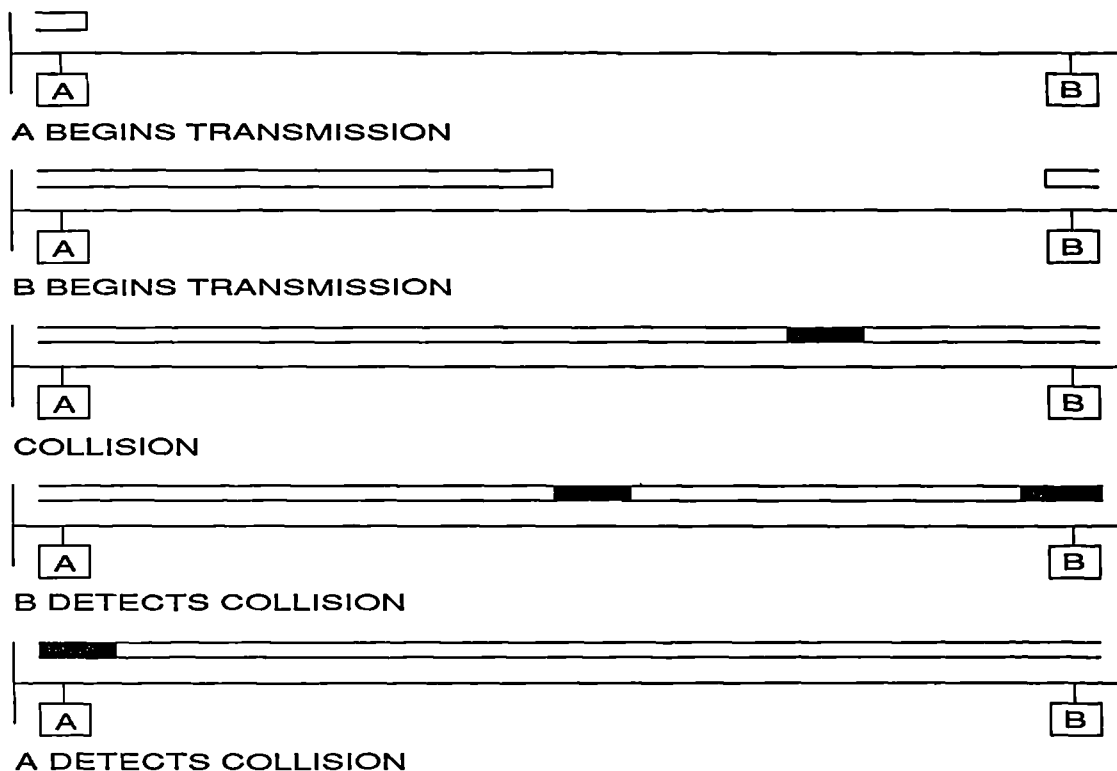 A B
A BEGINS TRANSMISSION
A B
B BEGINS TRANSMISSION
A B
COLLISION
A B
B DETECTS COLLISION
A B
A DETECTS COLLISION